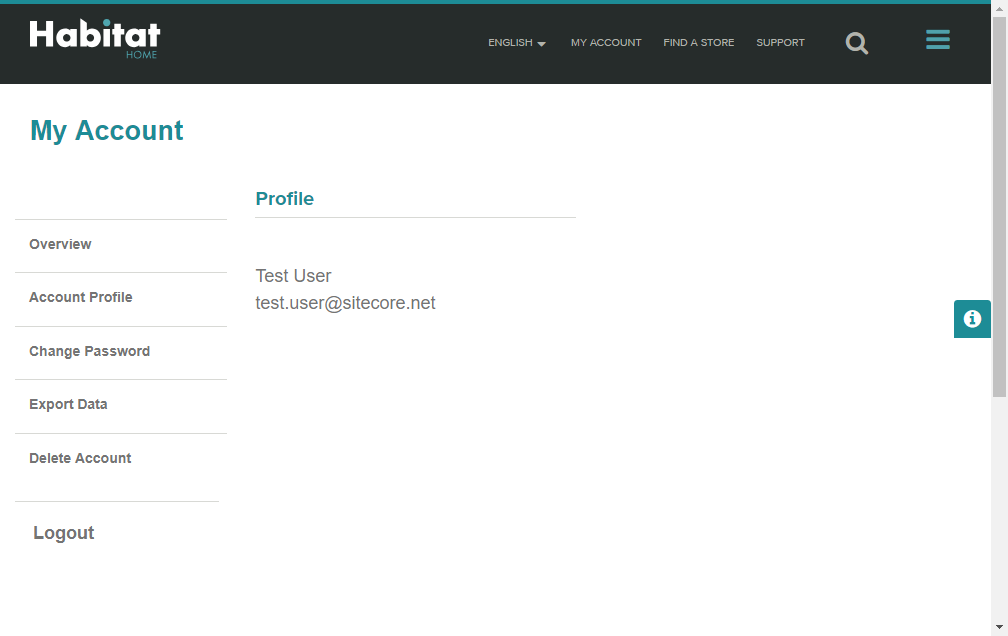 Habitat
HOME
ENGLISH
MY ACCOUNT
FIND A STORE
SUPPORT
My Account
Profile
Test User
test.user@sitecore.net
Overview
Account Profile
Change Password
Export Data
Delete Account
Logout